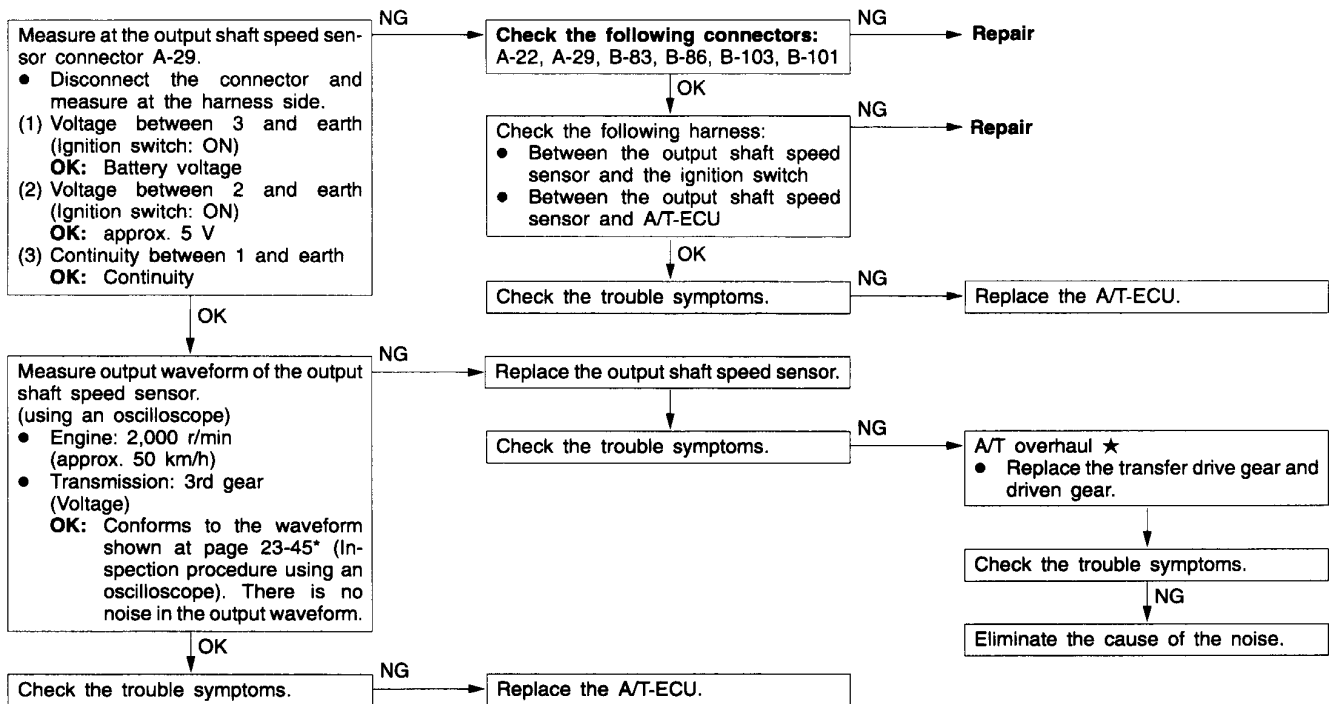 Measure at the output shaft speed sen-
sor connector A-29.
● Disconnect the connector and
measure at the harness side.
(1) Voltage between 3 and earth
(Ignition switch: ON)
OK: Battery voltage
(2) Voltage between 2 and earth
(Ignition switch: ON)
OK: approx. 5 V
(3) Continuity between 1 and earth
OK: Continuity
NG
Check the following connectors:
A-22, A-29, B-83, B-86, B-103, B-101
NG
Repair
OK
Check the following harness:
● Between the output shaft speed
sensor and the ignition switch
● Between the output shaft speed
sensor and A/T-ECU
NG
Repair
OK
Check the trouble symptoms.
NG
Replace the A/T-ECU.
OK
Measure output waveform of the output
shaft speed sensor.
(using an oscilloscope)
● Engine: 2,000 r/min
(approx. 50 km/h)
● Transmission: 3rd gear
(Voltage)
OK: Conforms to the waveform
shown at page 23-45* (In-
spection procedure using an
oscilloscope). There is no
noise in the output waveform.
NG
Replace the output shaft speed sensor.
Check the trouble symptoms.
NG
A/T overhaul ★
● Replace the transfer drive gear and
driven gear.
Check the trouble symptoms.
NG
Eliminate the cause of the noise.
OK
Check the trouble symptoms.
NG
Replace the A/T-ECU.